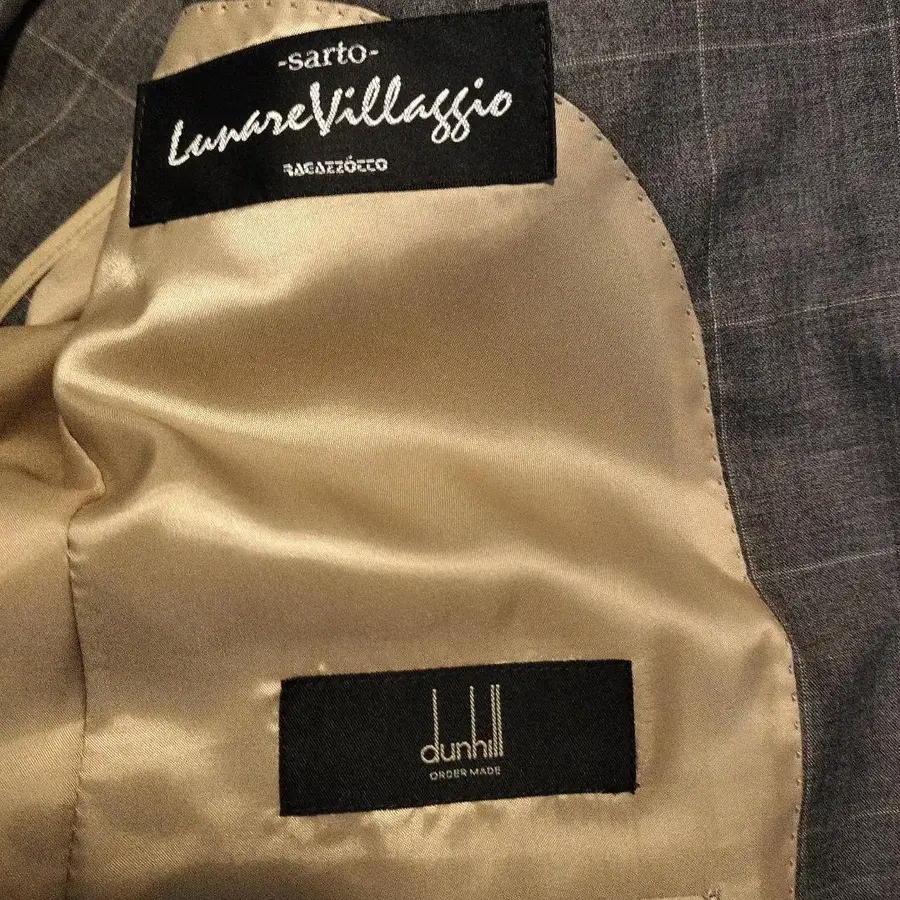 -sarto-
LunareVillaggio
RAGAZZÓTTO
dunhill
ORDER MADE